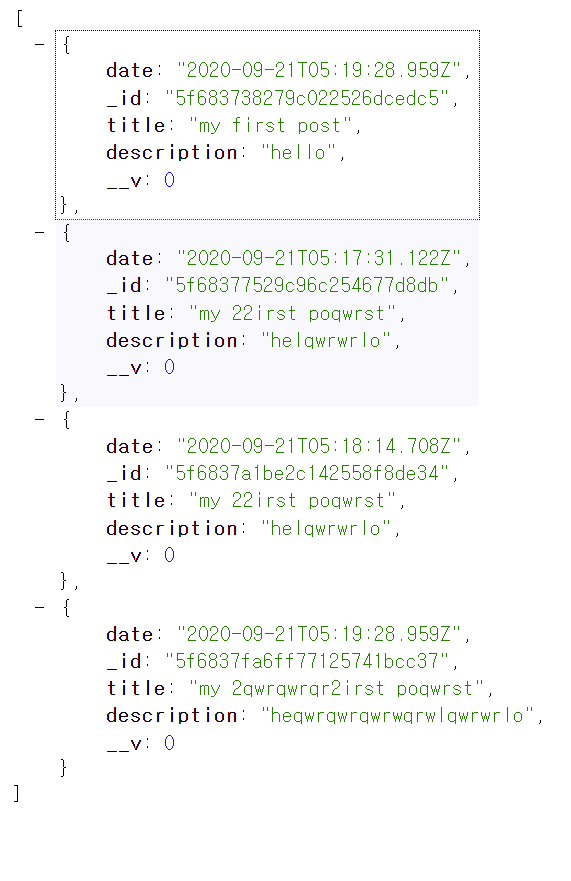 [
- {
date: "2020-09-21T05:19:28.959Z",
_id: "5f683738279c022526dcedc5",
title: "my first post",
description: "hello",
__v: 0
},
- {
date: "2020-09-21T05:17:31.122Z",
_id: "5f68377529c96c254677d8db",
title: "my 22irst poqwrst",
description: "helqwrwrlo",
__v: 0
},
- {
date: "2020-09-21T05:18:14.708Z",
_id: "5f6837a1be2c142558f8de34",
title: "my 22irst poqwrst",
description: "helqwrwrlo",
__v: 0
},
- {
date: "2020-09-21T05:19:28.959Z",
_id: "5f6837fa6ff77125741bcc37",
title: "my 2qwrqwrqr2irst poqwrst",
description: "heqwrqwrqwrwqrwlqwrwrlo",
__v: 0
}
]